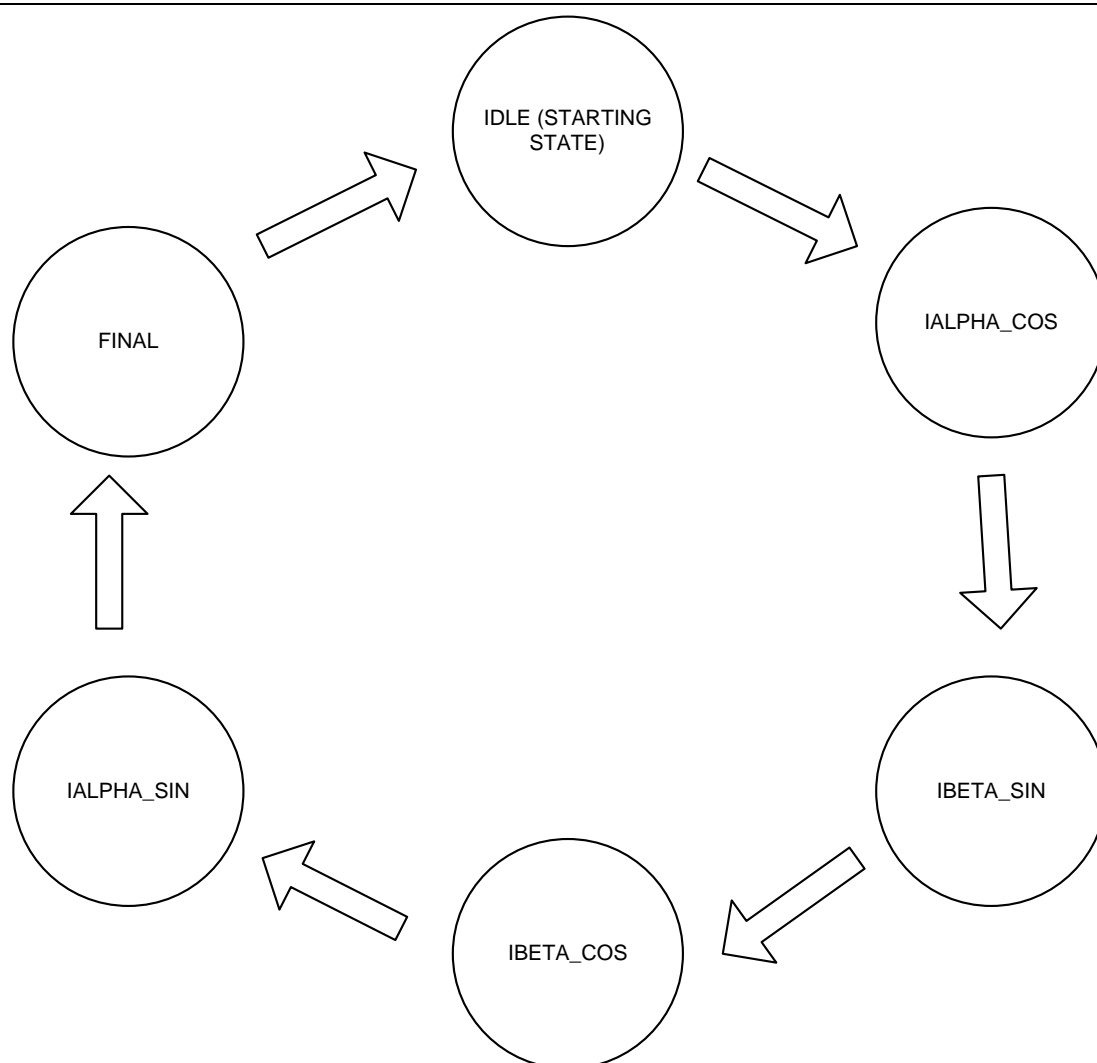 IDLE (STARTING
STATE)
IALPHA_COS
FINAL
IALPHA_SIN
IBETA_SIN
IBETA_COS